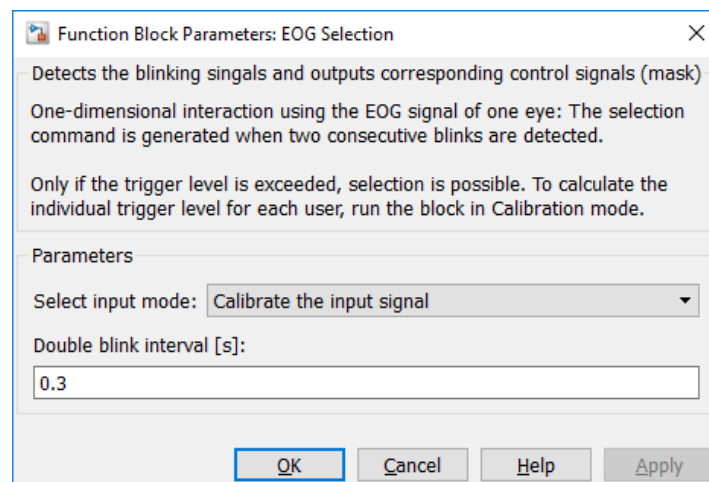 Function Block Parameters: EOG Selection
Detects the blinking singals and outputs corresponding control signals (mask)
One-dimensional interaction using the EOG signal of one eye: The selection
command is generated when two consecutive blinks are detected.
Only if the trigger level is exceeded, selection is possible. To calculate the
individual trigger level for each user, run the block in Calibration mode.
Parameters
Select input mode: Calibrate the input signal
Double blink interval [s]:
0.3
OK Cancel Help Apply